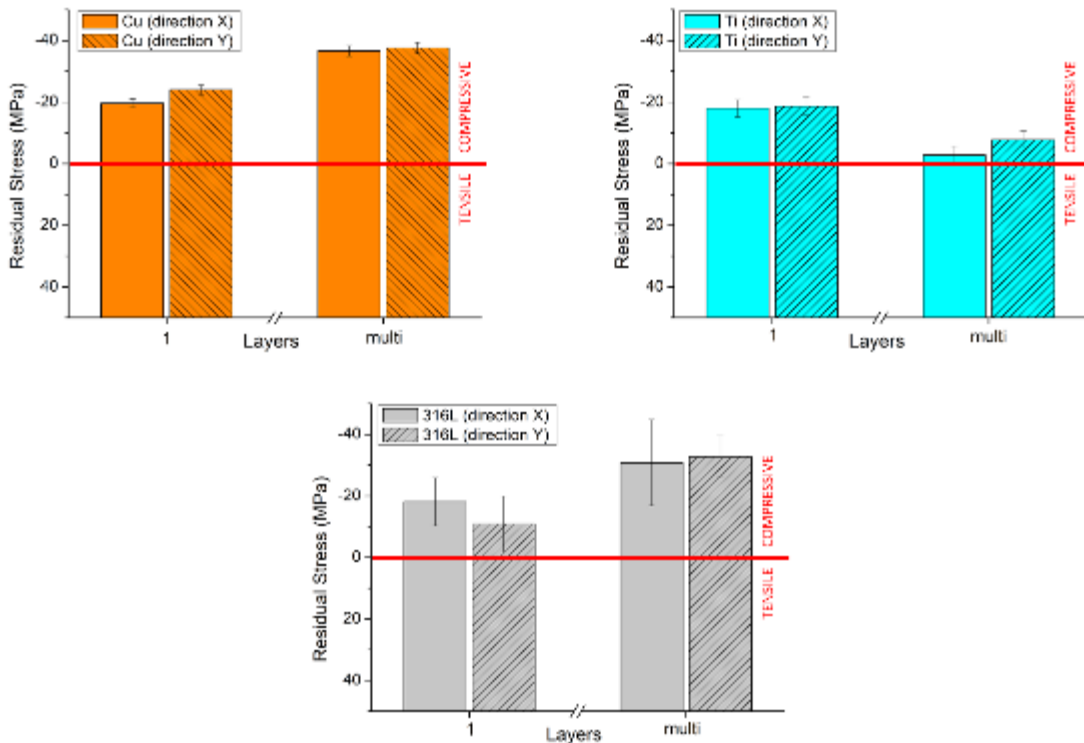 Cu (direction X)
Cu (direction Y)
-40
-20
0
20
40
Residual Stress (MPa)
COMPRESSIVE
TENSILE
1
multi
Layers
Ti (direction X)
Ti (direction Y)
-40
-20
0
20
40
Residual Stress (MPa)
COMPRESSIVE
TENSILE
1
multi
Layers
316L (direction X)
316L (direction Y)
-40
-20
0
20
40
Residual Stress (MPa)
COMPRESSIVE
TENSILE
1
multi
Layers